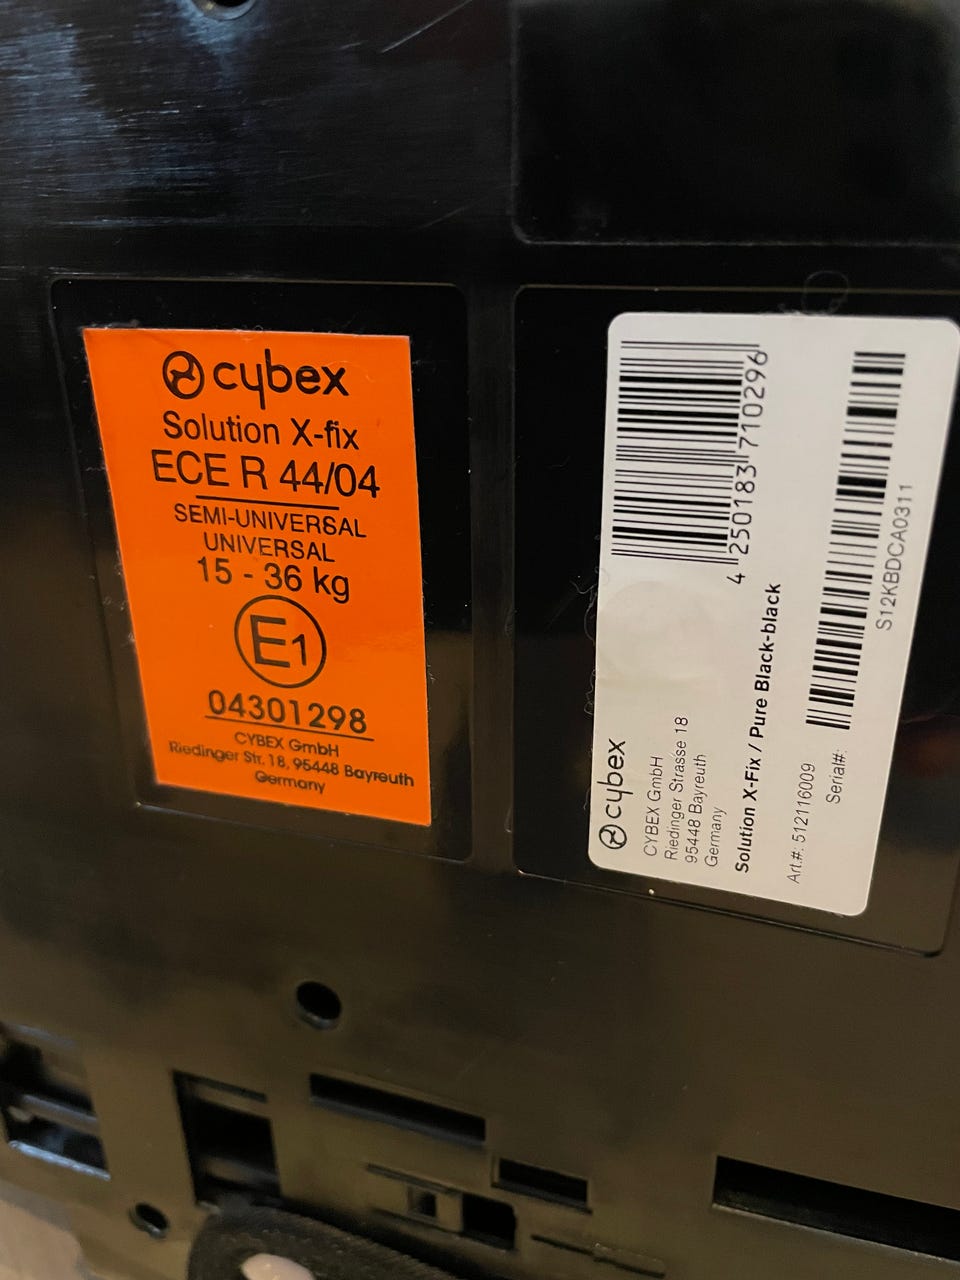 cybex
Solution X-fix
ECE R 44/04
SEMI-UNIVERSAL
UNIVERSAL
15 - 36 kg
E1
04301298
CYBEX GmbH
Riedinger Str. 18, 95448 Bayreuth
Germany
4 250183 710296
cybex
CYBEX GmbH
Riedinger Strasse 18
95448 Bayreuth
Germany
Solution X-Fix / Pure Black-black
Art.#: 512116009
Serial#:
S12KBDCA0311